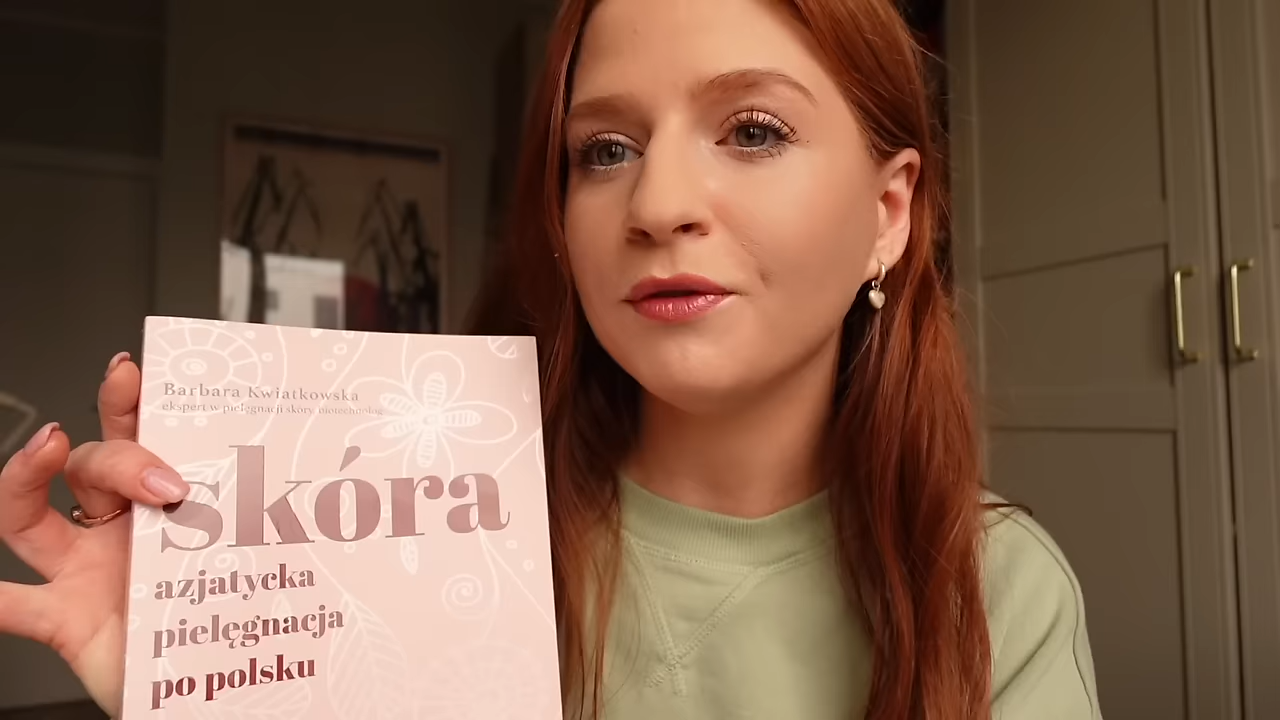 Barbara Kwiatkowska
ekspert w pielęgnacji skóry, biotechnolog
skóra
azjatycka
pielęgnacja
po polsku